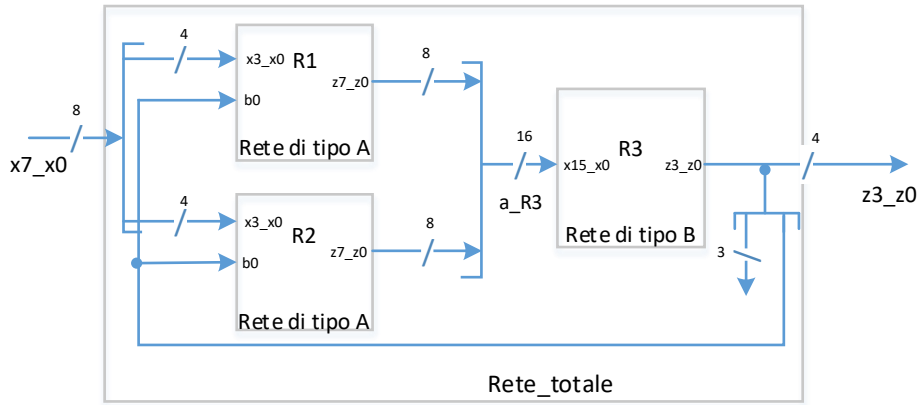 4
x3_x0 R1
z7_z0
8
b0
Rete di tipo A
8
x7_x0
16
x15_x0
R3
z3_z0
4
z3_z0
a_R3
Rete di tipo B
4
x3_x0
R2
z7_z0
8
b0
Rete di tipo A
3
Rete_totale